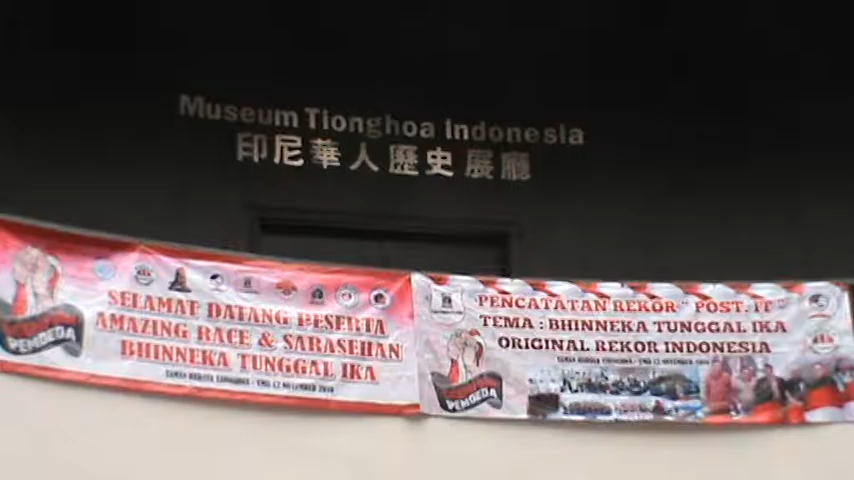 Museum Tionghoa Indonesia
印尼華人歷史展廳
SELAMAT DATANG PESERTA
AMAZING RACE & SARASEHAN
BHINNEKA TUNGGAL IKA
PEMBEDA
PENCATATAN REKOR "POST. FF"
TEMA : BHINNEKA TUNGGAL IKA
ORIGINAL REKOR INDONESIA
PEMBEDA